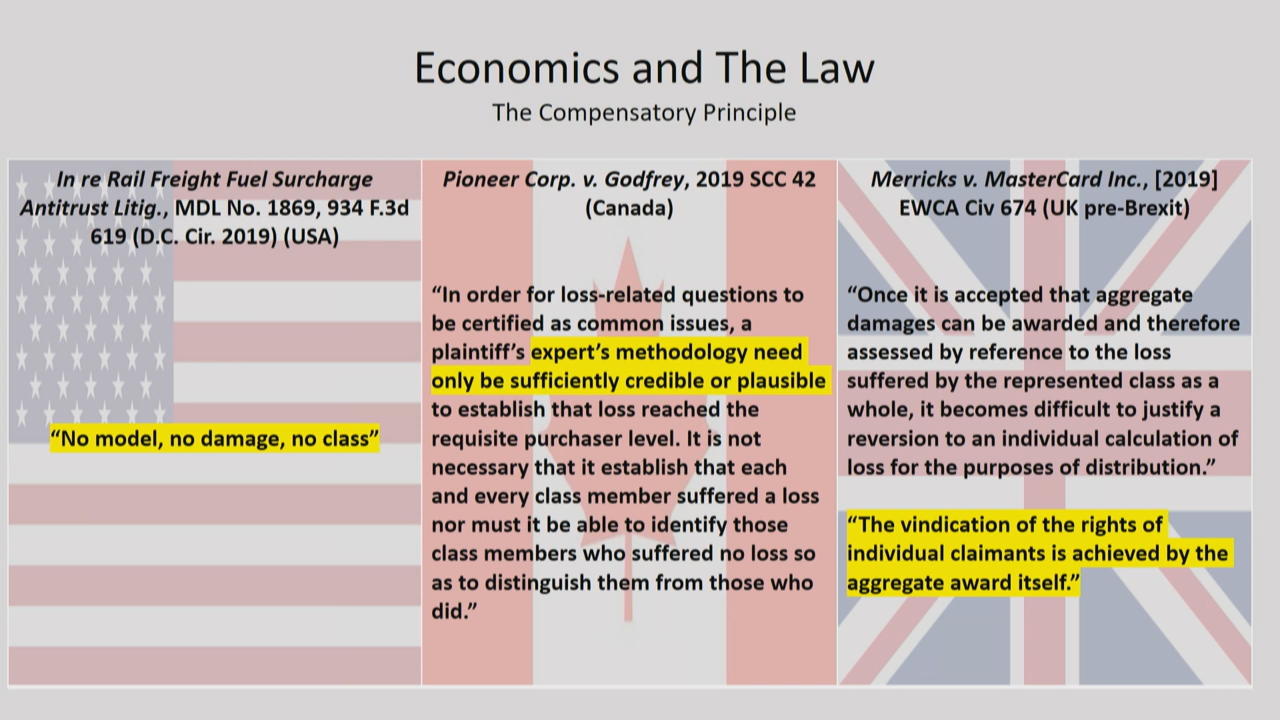 Economics and The Law
The Compensatory Principle
In re Rail Freight Fuel Surcharge
Antitrust Litig., MDL No. 1869, 934 F.3d
619 (D.C. Cir. 2019) (USA)
“No model, no damage, no class”
Pioneer Corp. v. Godfrey, 2019 SCC 42
(Canada)
“In order for loss-related questions to
be certified as common issues, a
plaintiff’s expert’s methodology need
only be sufficiently credible or plausible
to establish that loss reached the
requisite purchaser level. It is not
necessary that it establish that each
and every class member suffered a loss
nor must it be able to identify those
class members who suffered no loss so
as to distinguish them from those who
did.”
Merricks v. MasterCard Inc., [2019]
EWCA Civ 674 (UK pre-Brexit)
“Once it is accepted that aggregate
damages can be awarded and therefore
assessed by reference to the loss
suffered by the represented class as a
whole, it becomes difficult to justify a
reversion to an individual calculation of
loss for the purposes of distribution.”
“The vindication of the rights of
individual claimants is achieved by the
aggregate award itself.”